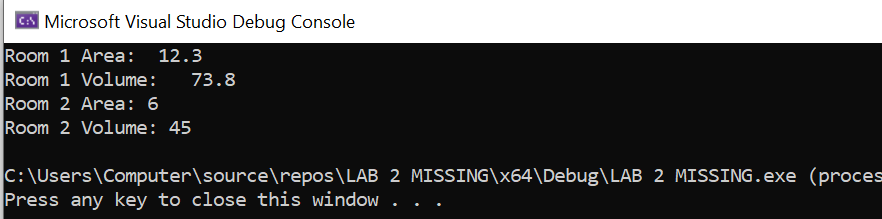 Microsoft Visual Studio Debug Console
Room 1 Area:  12.3
Room 1 Volume:   73.8
Room 2 Area: 6
Room 2 Volume: 45
C:\Users\Computer\source\repos\LAB 2 MISSING\x64\Debug\LAB 2 MISSING.exe (proces
Press any key to close this window . . .